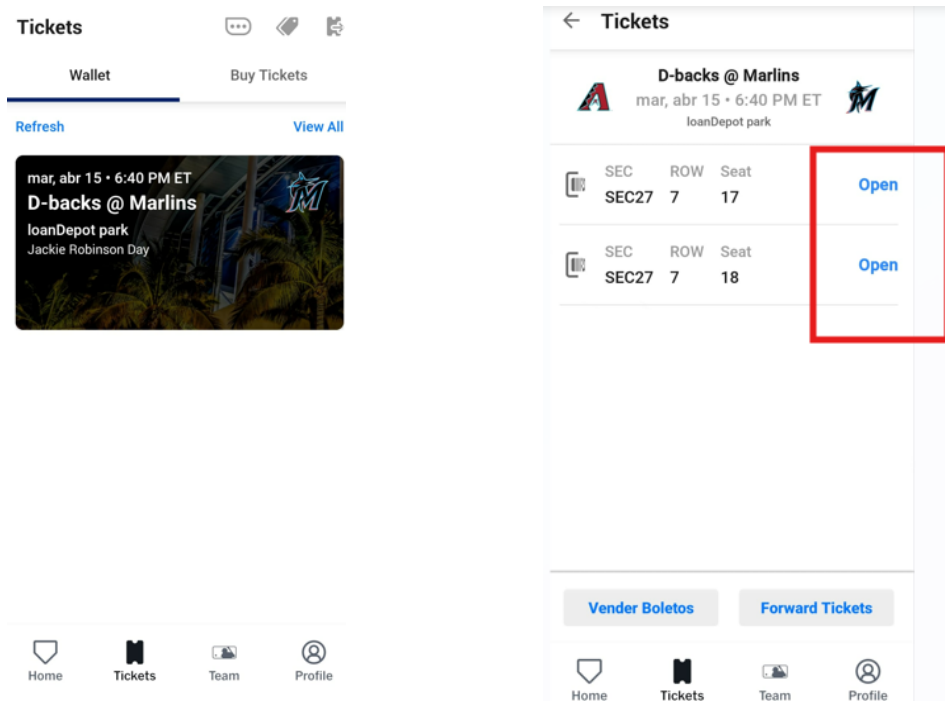 Tickets
Wallet Buy Tickets
Refresh View All
mar, abr 15 • 6:40 PM ET
D-backs @ Marlins
loanDepot park
Jackie Robinson Day
Home Tickets Team Profile
Tickets
D-backs @ Marlins
mar, abr 15 • 6:40 PM ET
loanDepot park
SEC ROW Seat
SEC27 7 17
Open
SEC ROW Seat
SEC27 7 18
Open
Vender Boletos Forward Tickets
Home Tickets Team Profile